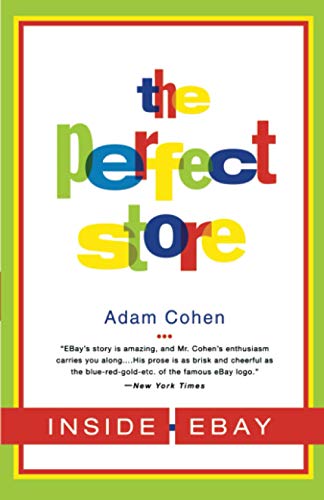 the
perfect
store
Adam Cohen
"EBay's story is amazing, and Mr. Cohen's enthusiasm
carries you along....His prose is as brisk and cheerful as
the blue-red-gold-etc. of the famous eBay logo."
—New York Times
INSIDE EBAY